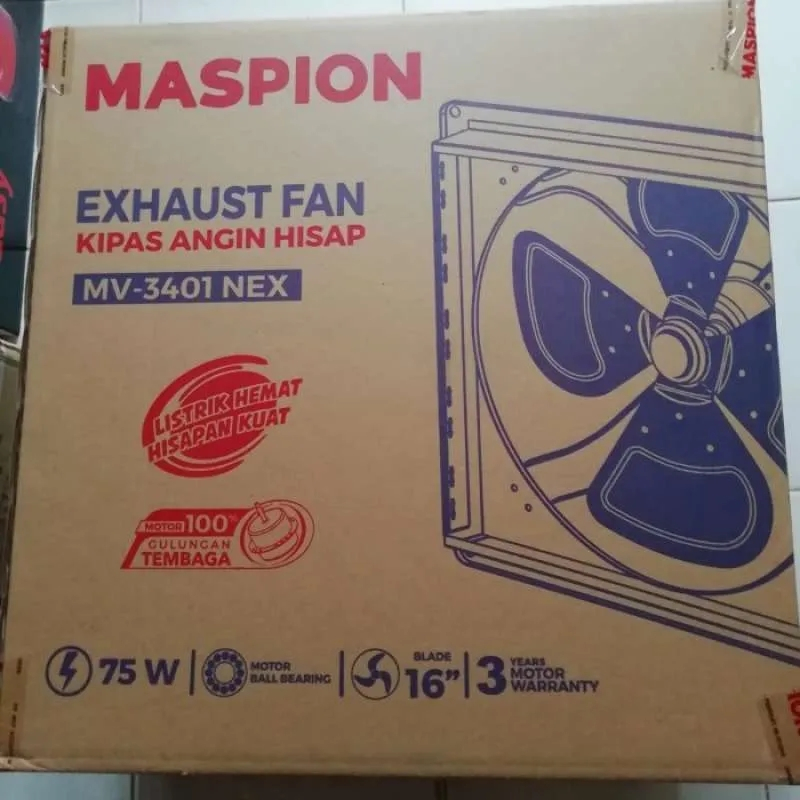 MASPION
EXHAUST FAN
KIPAS ANGIN HISAP
MV-3401 NEX
LISTRIK HEMAT
HISAPAN KUAT
MOTOR 100%
GULUNGAN
TEMBAGA
75 W
MOTOR
BALL BEARING
BLADE
16"
3 YEARS
MOTOR
WARRANTY
MASPION